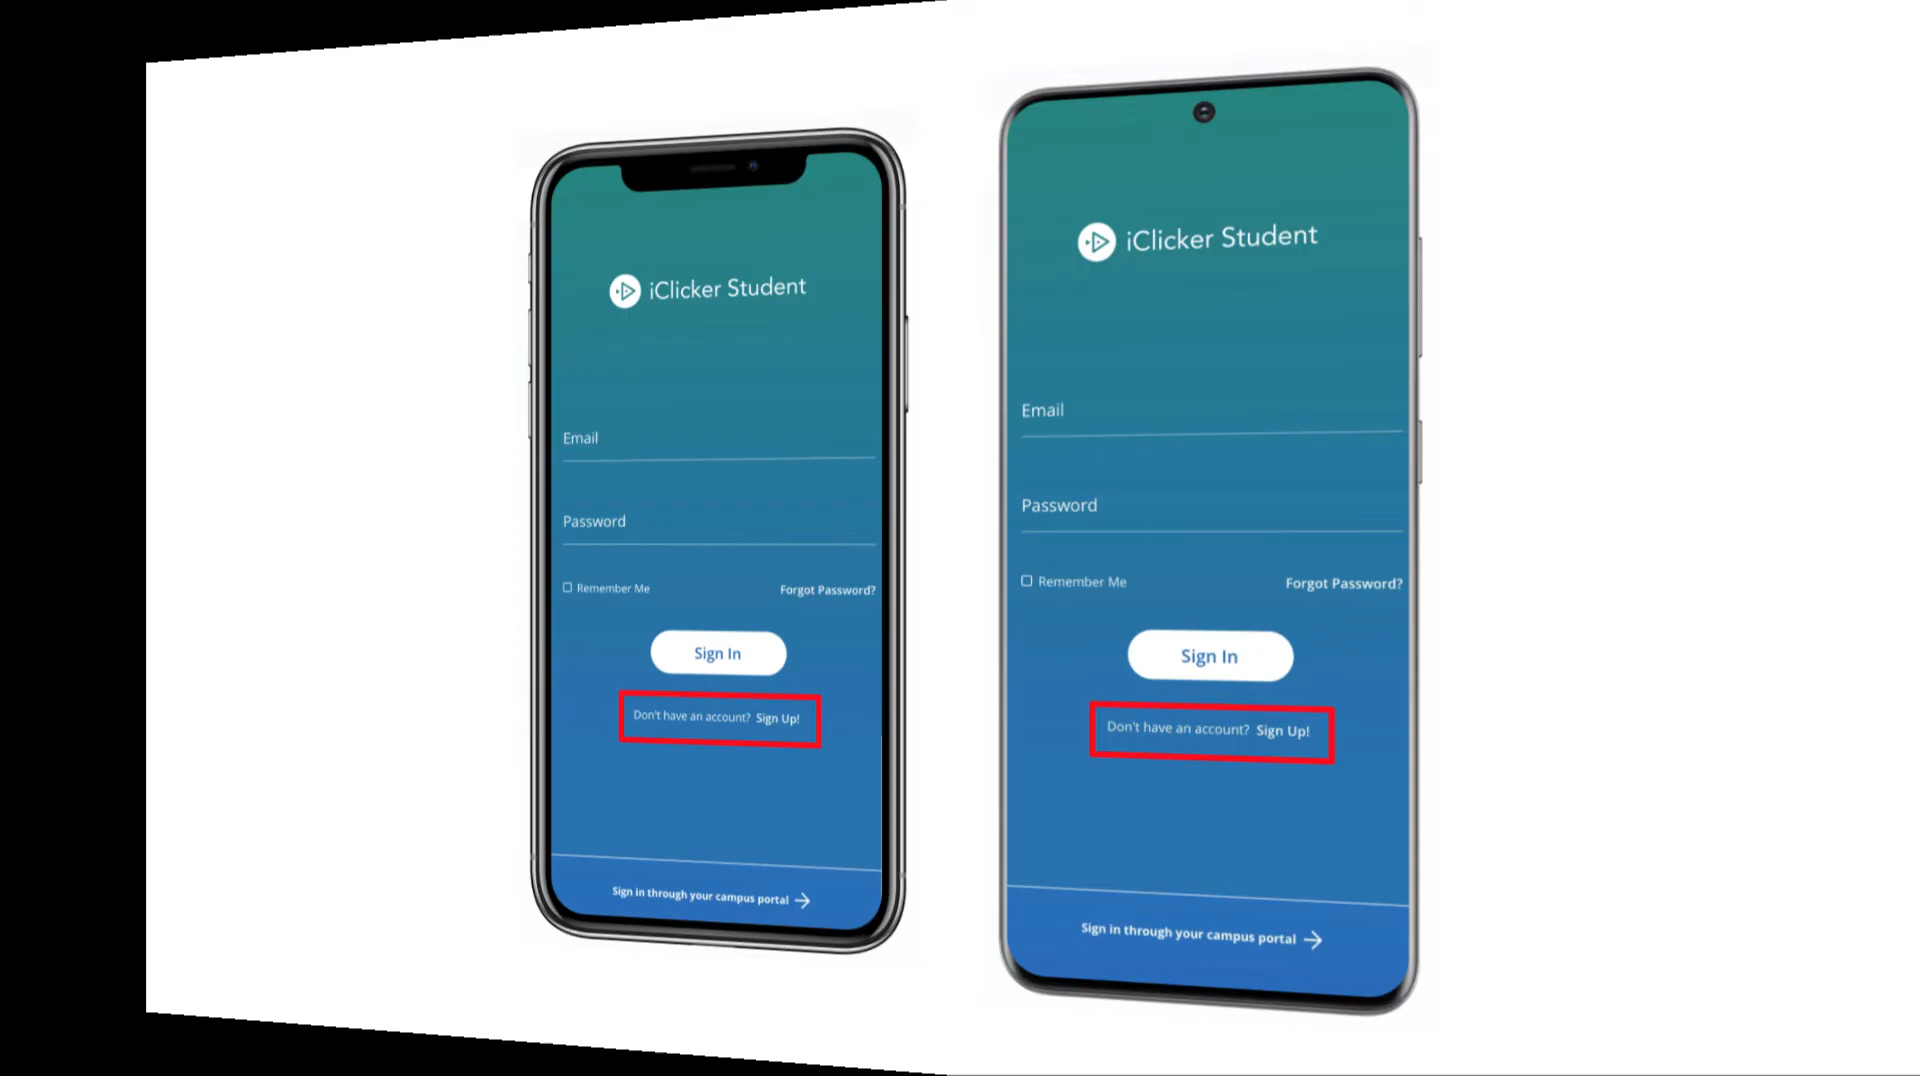 iClicker Student
Email
Password
Remember Me
Forgot Password?
Sign In
Don't have an account? Sign Up!
Sign in through your campus portal
iClicker Student
Email
Password
Remember Me
Forgot Password?
Sign In
Don't have an account? Sign Up!
Sign in through your campus portal